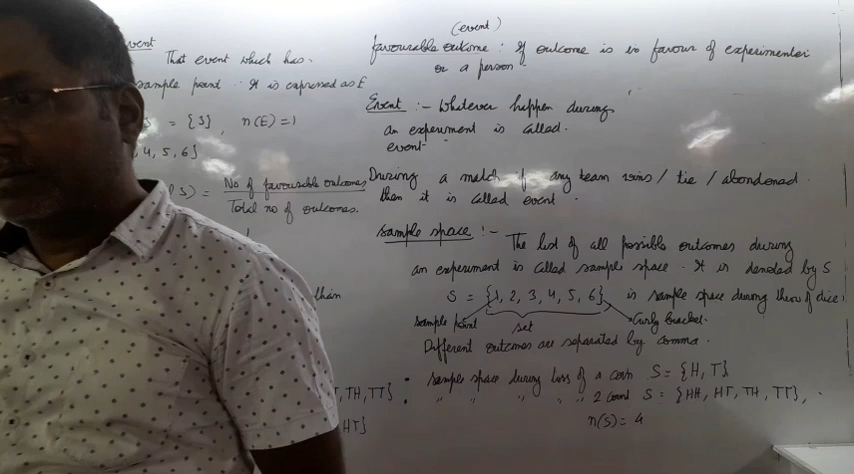 vent
That event which has.
sample point. It is expressed as E
S = {3}, n(E) = 1
, 4, 5, 6}
3) = No of favourable outcomes
Total no of outcomes.
than
T, TH, TT}
HT}
(event)
favourable outcome : If outcome is in favour of experimenter
or a person.
Event :- Whatever happen during
an experiment is called.
event
During a match if any team wins / tie / abandoned.
then it is called event.
Sample space :- The list of all possible outcomes during
an experiment is called sample space. It is denoted by S
S = {1, 2, 3, 4, 5, 6} is sample space during throw of dice.
sample point set Curly bracket.
Different outcomes are separated by comma.
sample space during toss of a coin S = {H, T}
" " " " 2 coins S = {HH, HT, TH, TT},
n(S) = 4